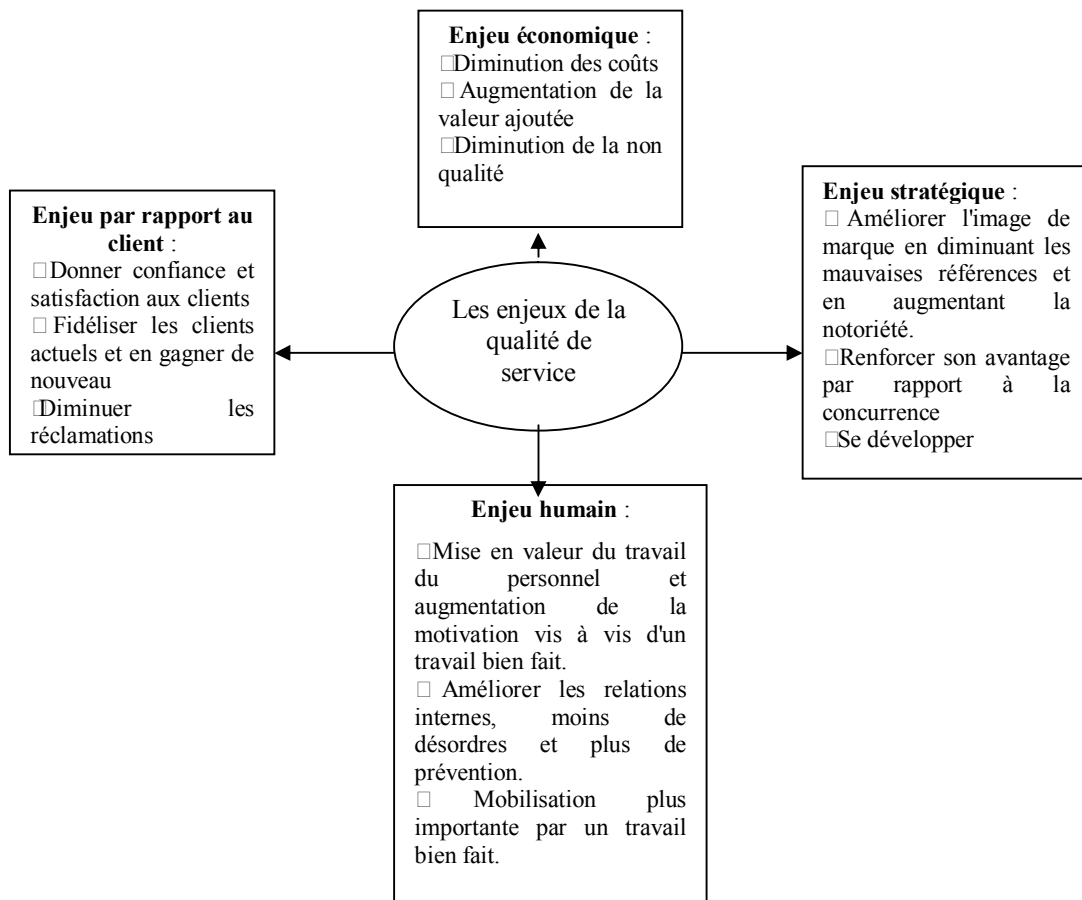 Enjeu économique :
□Diminution des coûts
□ Augmentation de la
valeur ajoutée
□Diminution de la non
qualité
Enjeu par rapport au
client :
□Donner confiance et
satisfaction aux clients
□ Fidéliser les clients
actuels et en gagner de
nouveau
□Diminuer les
réclamations
Les enjeux de la
qualité de
service
Enjeu stratégique :
□ Améliorer l'image de
marque en diminuant les
mauvaises références et
en augmentant la
notoriété.
□Renforcer son avantage
par rapport à la
concurrence
□Se développer
Enjeu humain :
□Mise en valeur du travail
du personnel et
augmentation de la
motivation vis à vis d'un
travail bien fait.
□ Améliorer les relations
internes, moins de
désordres et plus de
prévention.
□ Mobilisation plus
importante par un travail
bien fait.